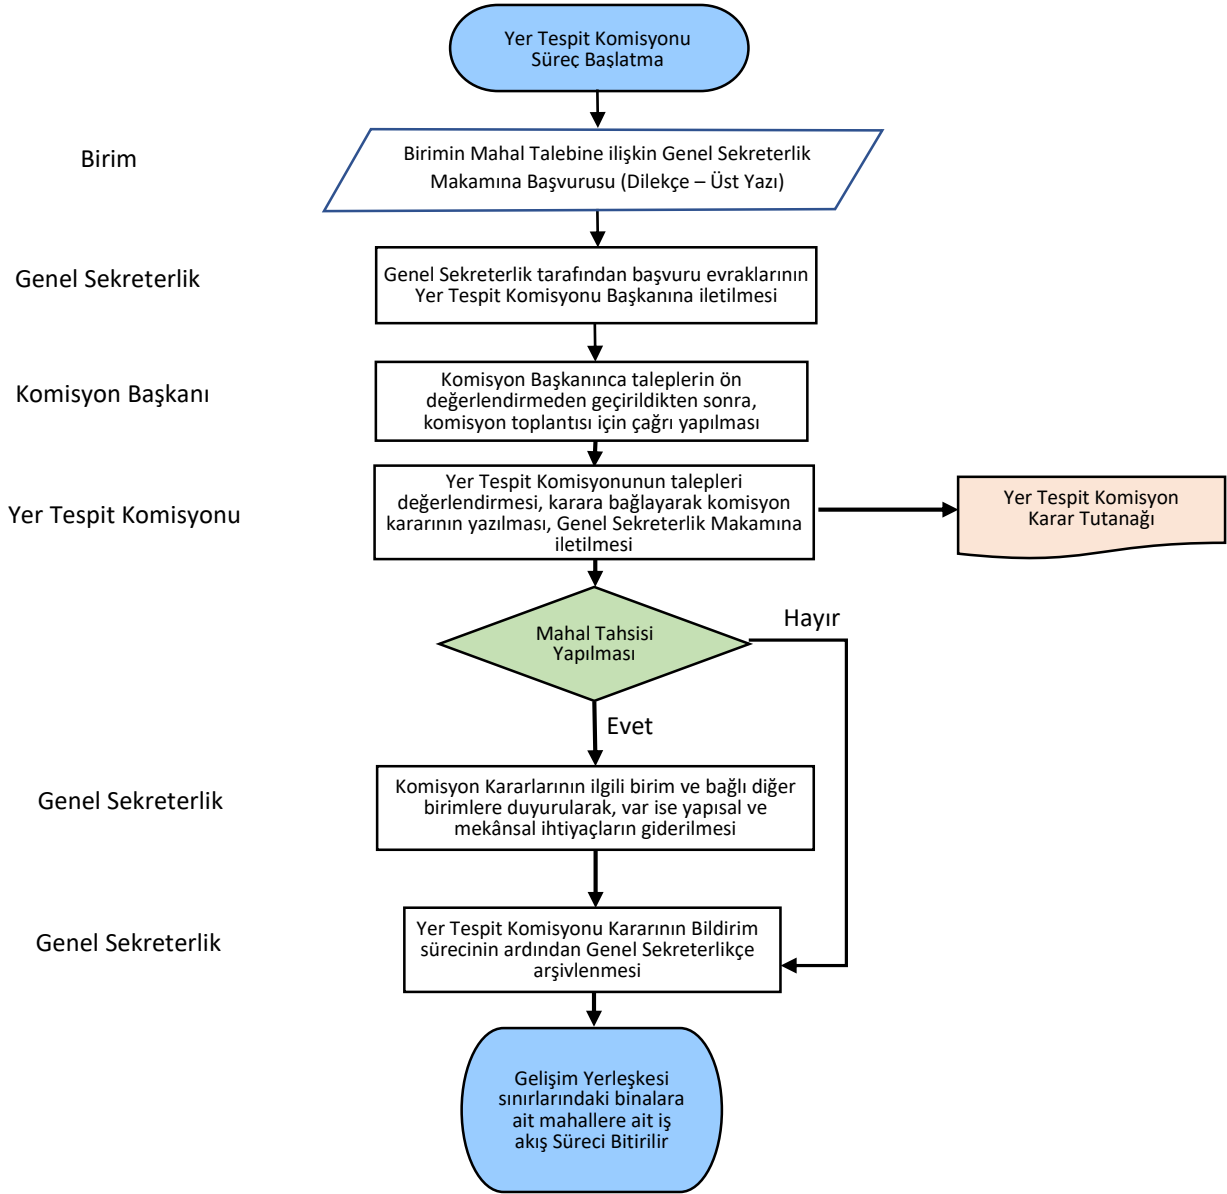 Yer Tespit Komisyonu
Süreç Başlatma
Birim
Birimin Mahal Talebine ilişkin Genel Sekreterlik
Makamına Başvurusu (Dilekçe – Üst Yazı)
Genel Sekreterlik
Genel Sekreterlik tarafından başvuru evraklarının
Yer Tespit Komisyonu Başkanına iletilmesi
Komisyon Başkanı
Komisyon Başkanınca taleplerin ön
değerlendirmeden geçirildikten sonra,
komisyon toplantısı için çağrı yapılması
Yer Tespit Komisyonu
Yer Tespit Komisyonunun talepleri
değerlendirmesi, karara bağlayarak komisyon
kararının yazılması, Genel Sekreterlik Makamına
iletilmesi
Yer Tespit Komisyon
Karar Tutanağı
Mahal Tahsisi
Yapılması
Hayır
Evet
Genel Sekreterlik
Komisyon Kararlarının ilgili birim ve bağlı diğer
birimlere duyurularak, var ise yapısal ve
mekânsal ihtiyaçların giderilmesi
Genel Sekreterlik
Yer Tespit Komisyonu Kararının Bildirim
sürecinin ardından Genel Sekreterlikçe
arşivlenmesi
Gelişim Yerleşkesi
sınırlarındaki binalara
ait mahallere ait iş
akış Süreci Bitirilir